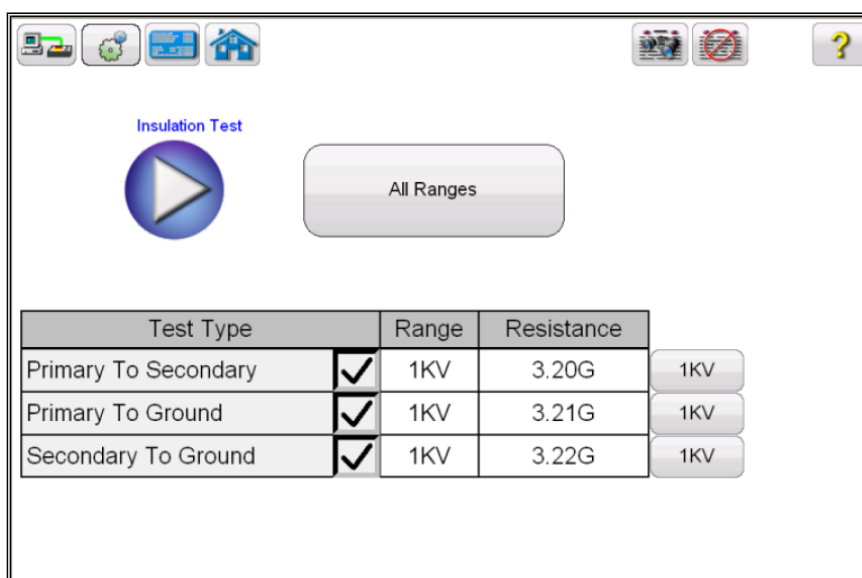 ?
Insulation Test
All Ranges
Test Type Range Resistance
Primary To Secondary 1KV 3.20G 1KV
Primary To Ground 1KV 3.21G 1KV
Secondary To Ground 1KV 3.22G 1KV